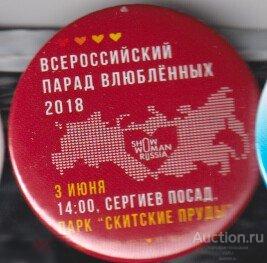 ВСЕРОССИЙСКИЙ
ПАРАД ВЛЮБЛЁННЫХ
2018
SHOW
WOMAN
RUSSIA
3 ИЮНЯ
14:00, СЕРГИЕВ ПОСАД,
ПАРК "СКИТСКИЕ ПРУДЫ"
Auction.ru